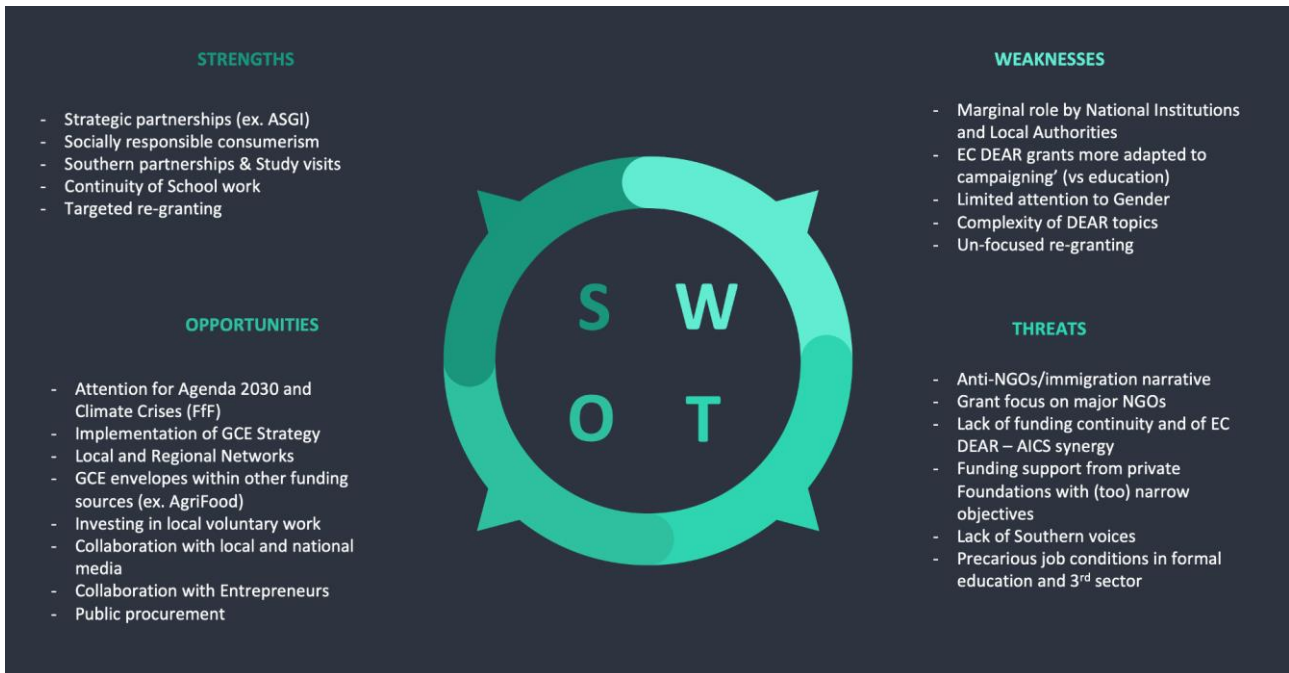 STRENGTHS
- Strategic partnerships (ex. ASGI)
- Socially responsible consumerism
- Southern partnerships & Study visits
- Continuity of School work
- Targeted re-granting
WEAKNESSES
- Marginal role by National Institutions
and Local Authorities
- EC DEAR grants more adapted to
campaigning’ (vs education)
- Limited attention to Gender
- Complexity of DEAR topics
- Un-focused re-granting
S W
O T
OPPORTUNITIES
- Attention for Agenda 2030 and
Climate Crises (FfF)
- Implementation of GCE Strategy
- Local and Regional Networks
- GCE envelopes within other funding
sources (ex. AgriFood)
- Investing in local voluntary work
- Collaboration with local and national
media
- Collaboration with Entrepreneurs
- Public procurement
THREATS
- Anti-NGOs/immigration narrative
- Grant focus on major NGOs
- Lack of funding continuity and of EC
DEAR – AICS synergy
- Funding support from private
Foundations with (too) narrow
objectives
- Lack of Southern voices
- Precarious job conditions in formal
education and 3rd sector